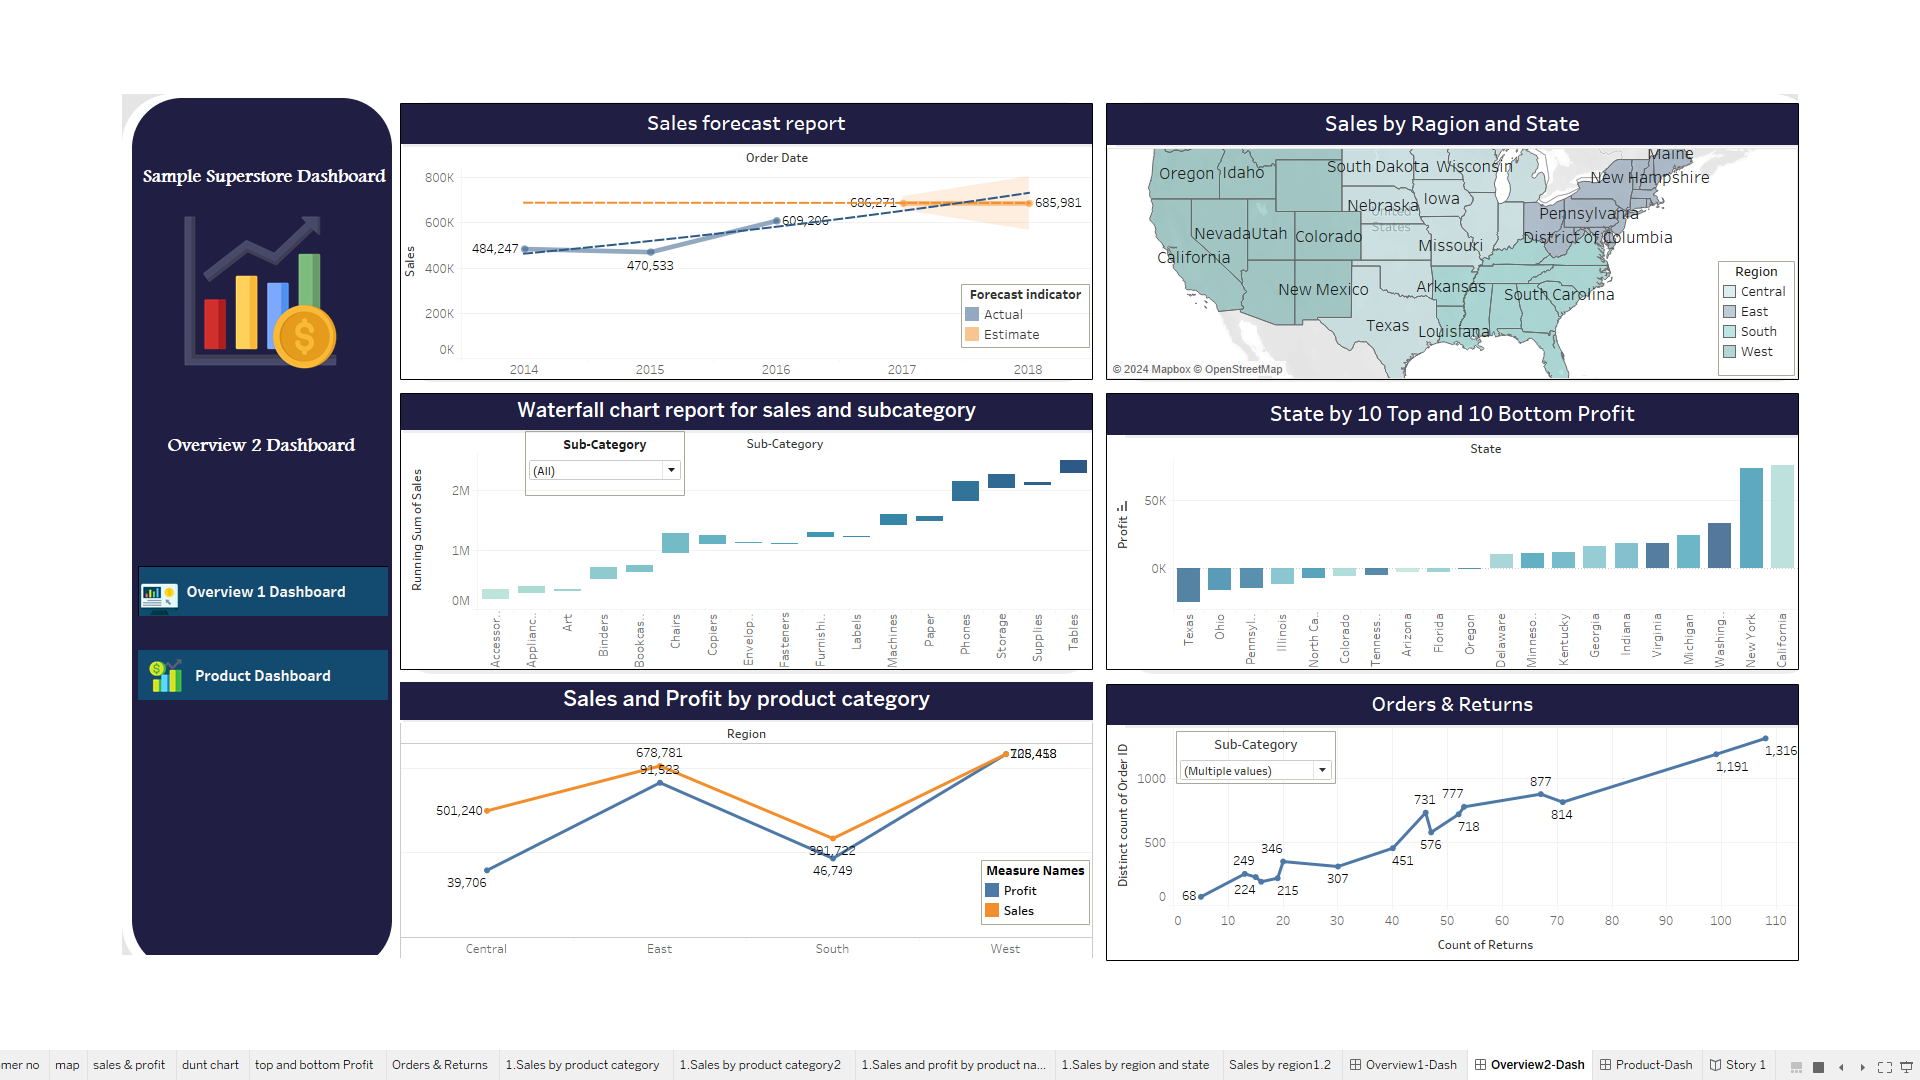 Sample Superstore Dashboard
Overview 2 Dashboard
Overview 1 Dashboard
Product Dashboard
Sales forecast report
Order Date
Sales
800K
600K
400K
200K
0K
484,247
470,533
609,206
686,271
685,981
Forecast indicator
Actual
Estimate
2014 2015 2016 2017 2018
Sales by Ragion and State
Maine
South Dakota Wisconsin
Oregon Idaho
New Hampshire
Nebraska Iowa
United States
Pennsylvania
Nevada Utah Colorado
District of Columbia
Missouri
California
New Mexico
Arkansas
South Carolina
Texas Louisiana
Region
Central
East
South
West
© 2024 Mapbox © OpenStreetMap
Waterfall chart report for sales and subcategory
Sub-Category
(All)
Sub-Category
Running Sum of Sales
2M
1M
0M
Accessor..
Applianc..
Art
Binders
Bookcas..
Chairs
Copiers
Envelop..
Fasteners
Furnishi..
Labels
Machines
Paper
Phones
Storage
Supplies
Tables
State by 10 Top and 10 Bottom Profit
State
Profit
50K
0K
Texas
Ohio
Pennsyl..
Illinois
North Ca..
Colorado
Tenness..
Arizona
Florida
Oregon
Delaware
Minneso..
Kentucky
Georgia
Indiana
Virginia
Michigan
Washing..
New York
California
Sales and Profit by product category
Region
678,781
91,523
501,240
39,706
391,722
46,749
Measure Names
Profit
Sales
Central East South West
Orders & Returns
Sub-Category
(Multiple values)
Distinct count of Order ID
1000
500
0
68
249
224
346
215
307
451
731
576
777
718
877
814
1,191
1,316
0 10 20 30 40 50 60 70 80 90 100 110
Count of Returns
mer no map sales & profit dunt chart top and bottom Profit Orders & Returns 1.Sales by product category 1.Sales by product category2 1.Sales and profit by product na... 1.Sales by region and state Sales by region1.2 Overview1-Dash Overview2-Dash Product-Dash Story 1